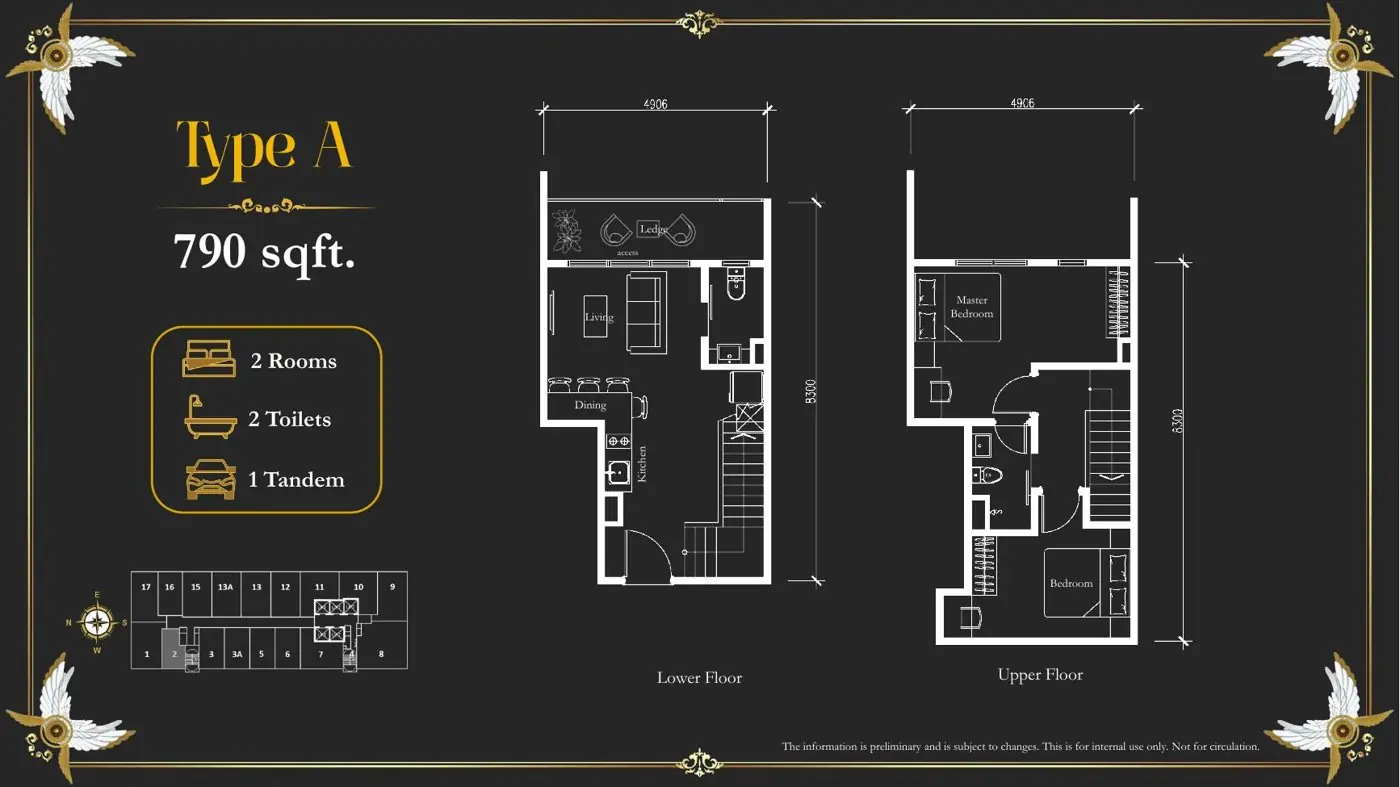 Type A
790 sqft.
2 Rooms
2 Toilets
1 Tandem
17 16 15 13A 13 12 11 10 9
1 2 3 3A 5 6 7 4 8
E
N S
W
4906
Ledge
access
Living
Dining
Kitchen
8300
Lower Floor
4906
Master
Bedroom
Bedroom
8300
Upper Floor
The information is preliminary and is subject to changes. This is for internal use only. Not for circulation.